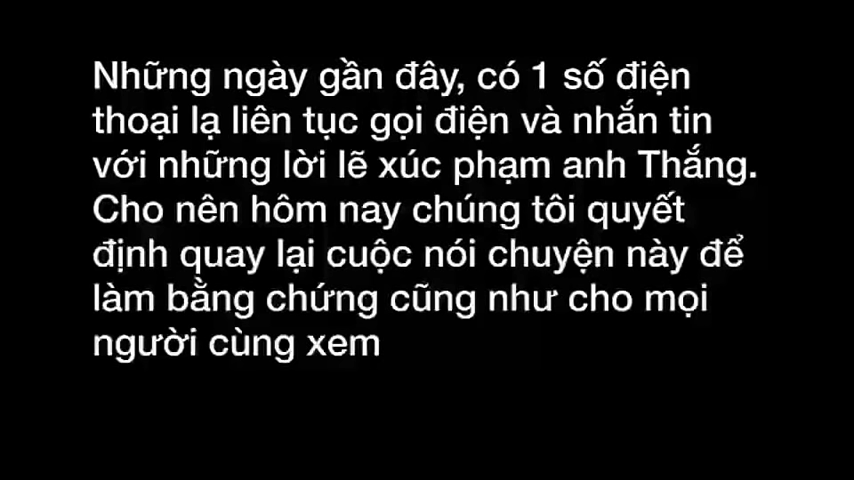 Những ngày gần đây, có 1 số điện
thoại lạ liên tục gọi điện và nhắn tin
với những lời lẽ xúc phạm anh Thắng.
Cho nên hôm nay chúng tôi quyết
định quay lại cuộc nói chuyện này để
làm bằng chứng cũng như cho mọi
người cùng xem